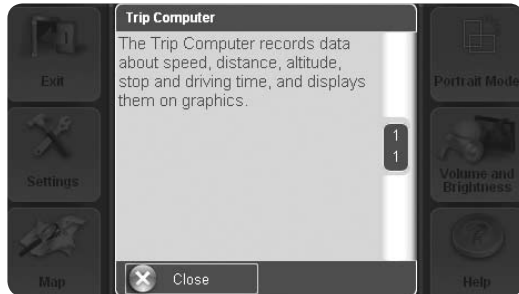 Trip Computer
The Trip Computer records data
about speed, distance, altitude,
stop and driving time, and displays
them on graphics.
1
1
Close
Exit
Settings
Map
Portrait Mode
Volume and
Brightness
Help